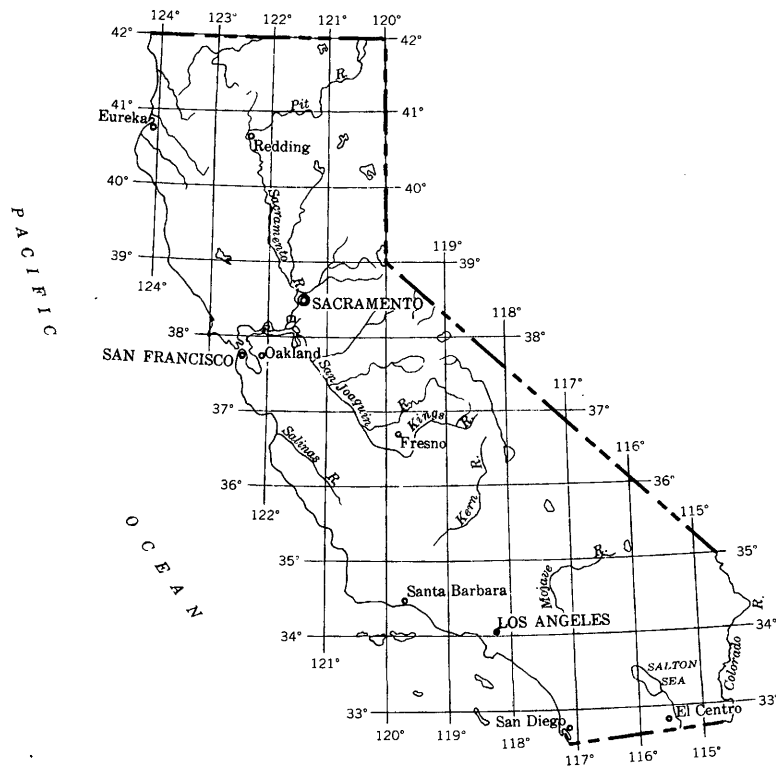 124° 123° 122° 121° 120°
42° 42°
R.
Pit
41° 41°
Eureka
Redding
40° 40°
Sacramento
R.
PACIFIC
39° 119° 39°
124°
SACRAMENTO
118°
38° 38°
SAN FRANCISCO Oakland
San Joaquin
R.
117°
37° 37°
Kings
R.
Fresno
Salinas
R.
116°
36° 36°
122°
Kern
R.
115°
OCEAN
35° 35°
R.
Mojave
Santa Barbara
R.
LOS ANGELES
34° 34°
121°
SALTON
SEA
Colorado
33° 33°
El Centro
San Diego
120° 119° 118° 117° 116° 115°